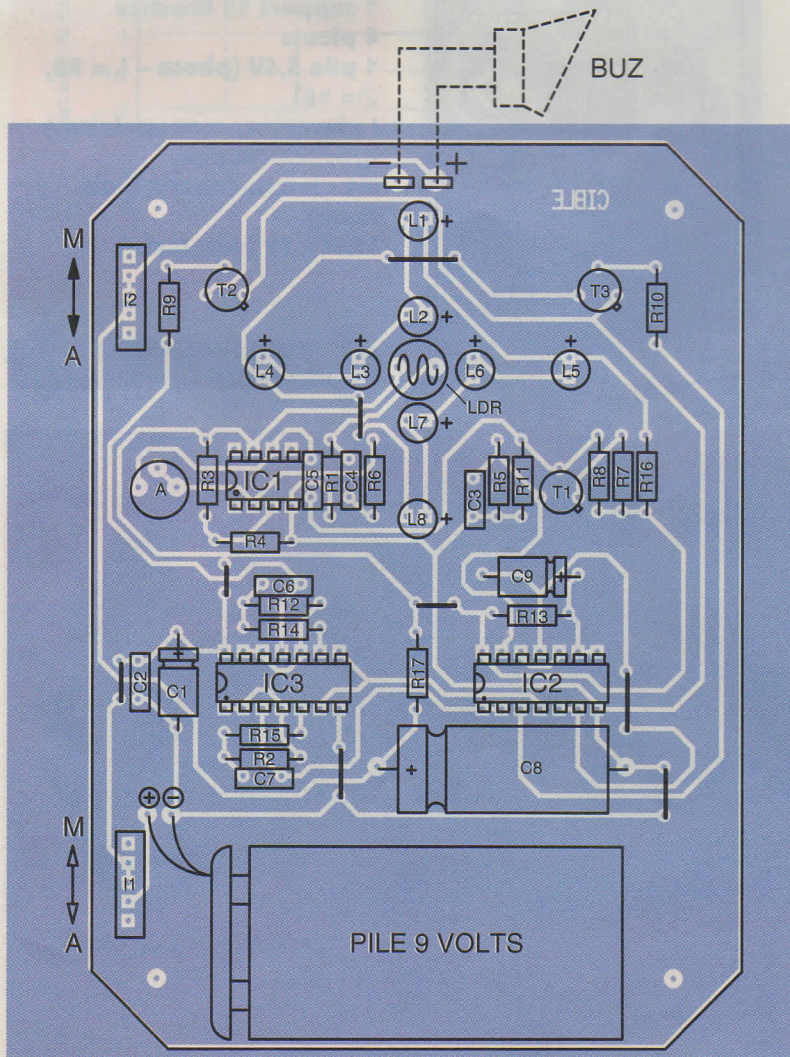 BUZ
− +
CIBLE
L1 +
M
I2
R9
T2
T3
R10
A
L2 +
+
L4
+
L3
+
L6
+
L5
LDR
L7 +
A
R3
IC1
C5
R1
C4
R6
C3
R5
R11
T1
R8
R7
R16
L8 +
R4
C6
C9 +
R12
R13
R14
C2
+
C1
IC3
R17
IC2
R15
R2
C7
+
C8
+ −
M
I1
A
PILE 9 VOLTS